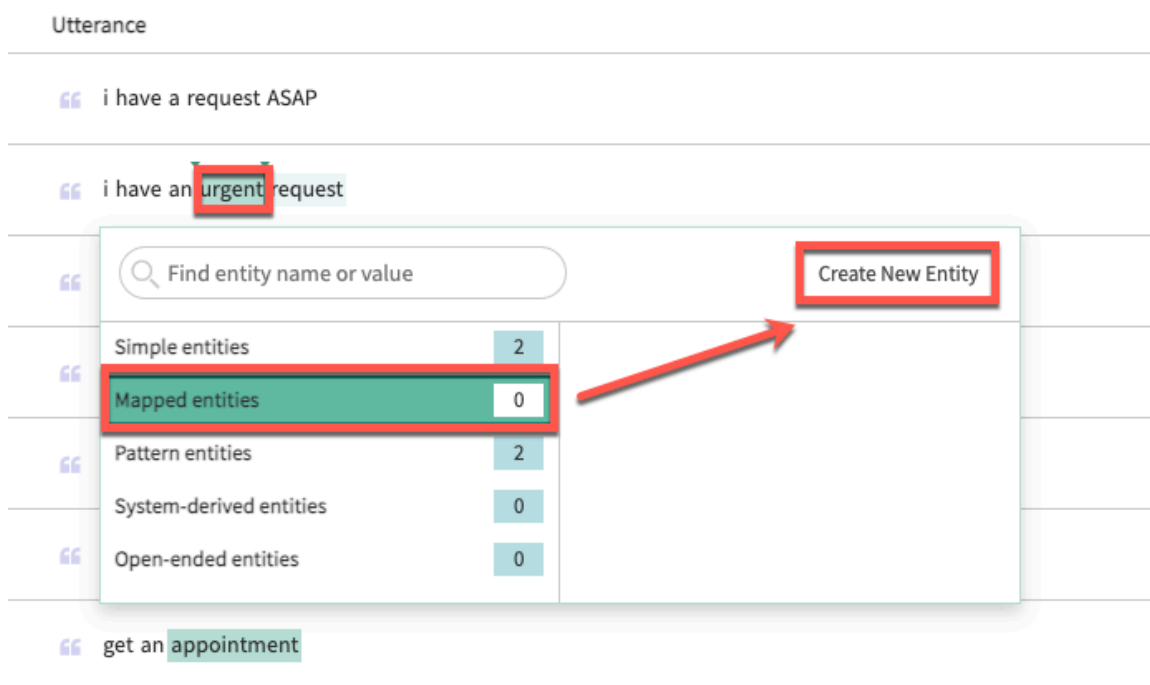 Utterance
i have a request ASAP
i have an urgent request
Find entity name or value
Create New Entity
Simple entities 2
Mapped entities 0
Pattern entities 2
System-derived entities 0
Open-ended entities 0
get an appointment